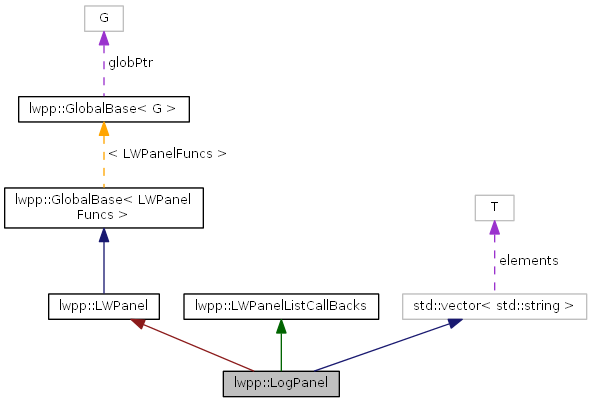 G
globPtr
lwpp::GlobalBase< G >
< LWPanelFuncs >
lwpp::GlobalBase< LWPanel
Funcs >
T
elements
lwpp::LWPanel
lwpp::LWPanelListCallBacks
std::vector< std::string >
lwpp::LogPanel